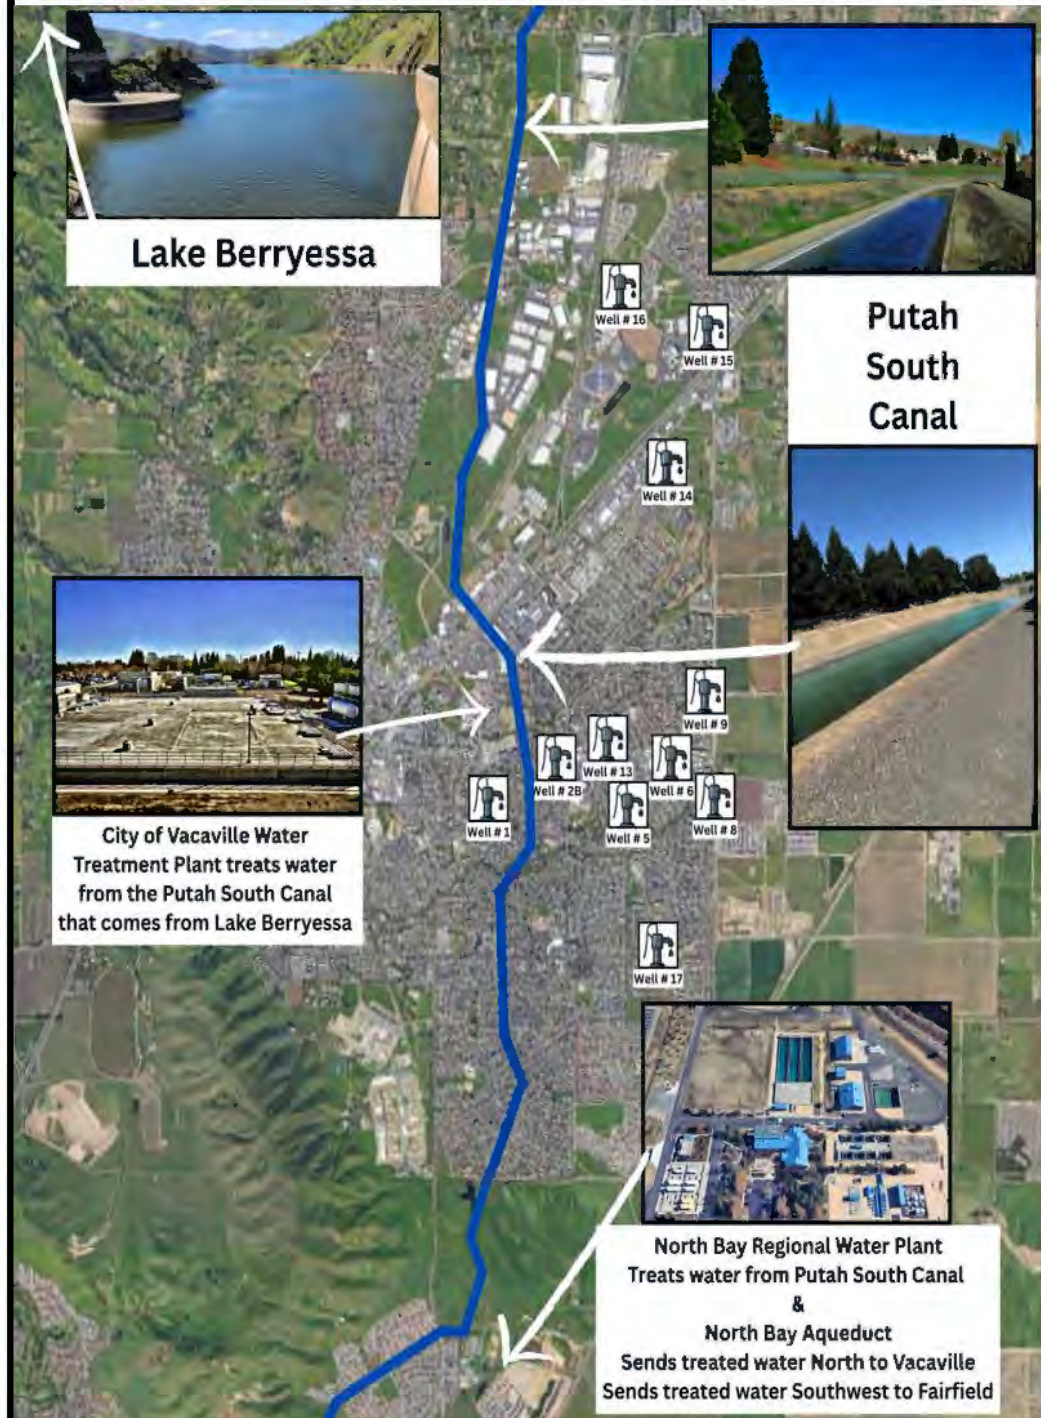 Lake Berryessa
Putah
South
Canal
Well # 16
Well # 15
Well # 14
Well # 9
Well # 13
Well # 2B
Well # 6
Well # 1
Well # 5
Well # 8
City of Vacaville Water
Treatment Plant treats water
from the Putah South Canal
that comes from Lake Berryessa
Well # 17
North Bay Regional Water Plant
Treats water from Putah South Canal
&
North Bay Aqueduct
Sends treated water North to Vacaville
Sends treated water Southwest to Fairfield